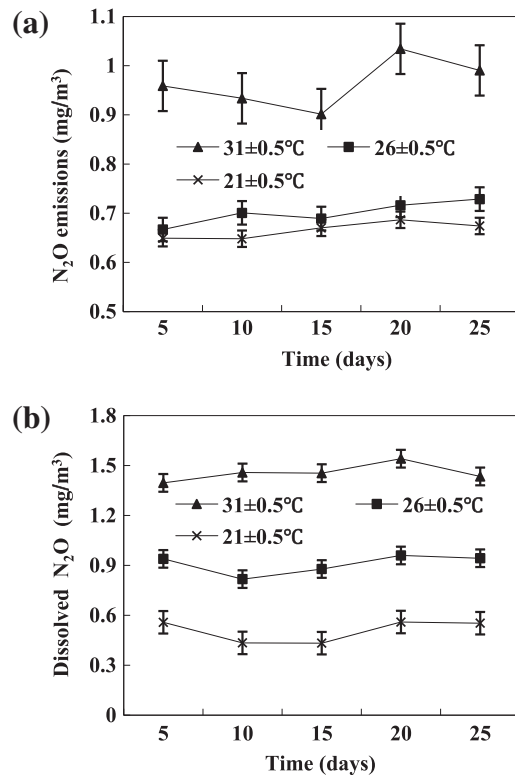 (a)
1.1
1
0.9
0.8
0.7
0.6
0.5
N₂O emissions (mg/m³)
31±0.5℃
26±0.5℃
21±0.5℃
5 10 15 20 25
Time (days)
(b)
1.8
1.5
1.2
0.9
0.6
0.3
0
Dissolved N₂O (mg/m³)
31±0.5℃
26±0.5℃
21±0.5℃
5 10 15 20 25
Time (days)